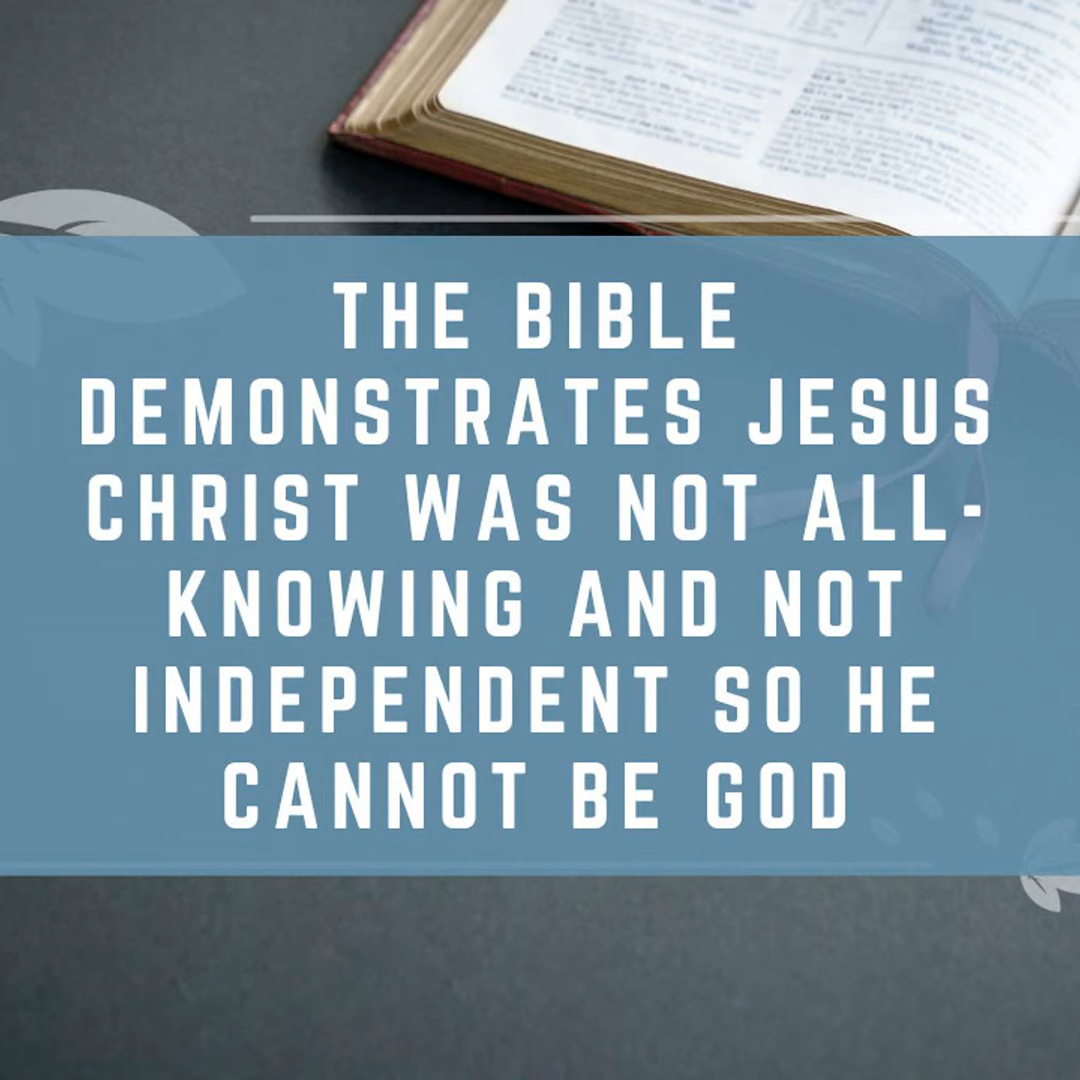 THE BIBLE
DEMONSTRATES JESUS
CHRIST WAS NOT ALL-
KNOWING AND NOT
INDEPENDENT SO HE
CANNOT BE GOD